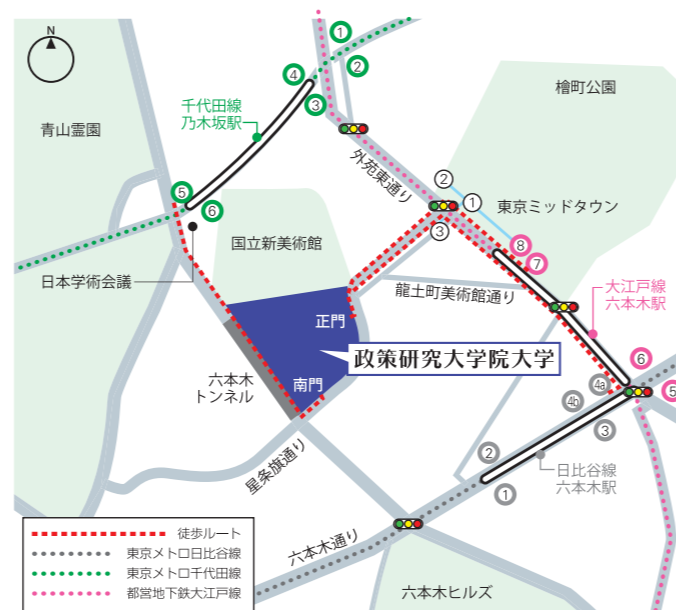 N
①
②
④
③
千代田線
乃木坂駅
檜町公園
青山霊園
外苑東通り
②
①
⑤
⑥
東京ミッドタウン
国立新美術館
③
⑧
⑦
日本学術会議
龍土町美術館通り
大江戸線
六本木駅
正門
政策研究大学院大学
六本木
トンネル
南門
⑥
⑤
4a
4b
③
星条旗通り
②
①
日比谷線
六本木駅
六本木通り
六本木ヒルズ
徒歩ルート
東京メトロ日比谷線
東京メトロ千代田線
都営地下鉄大江戸線